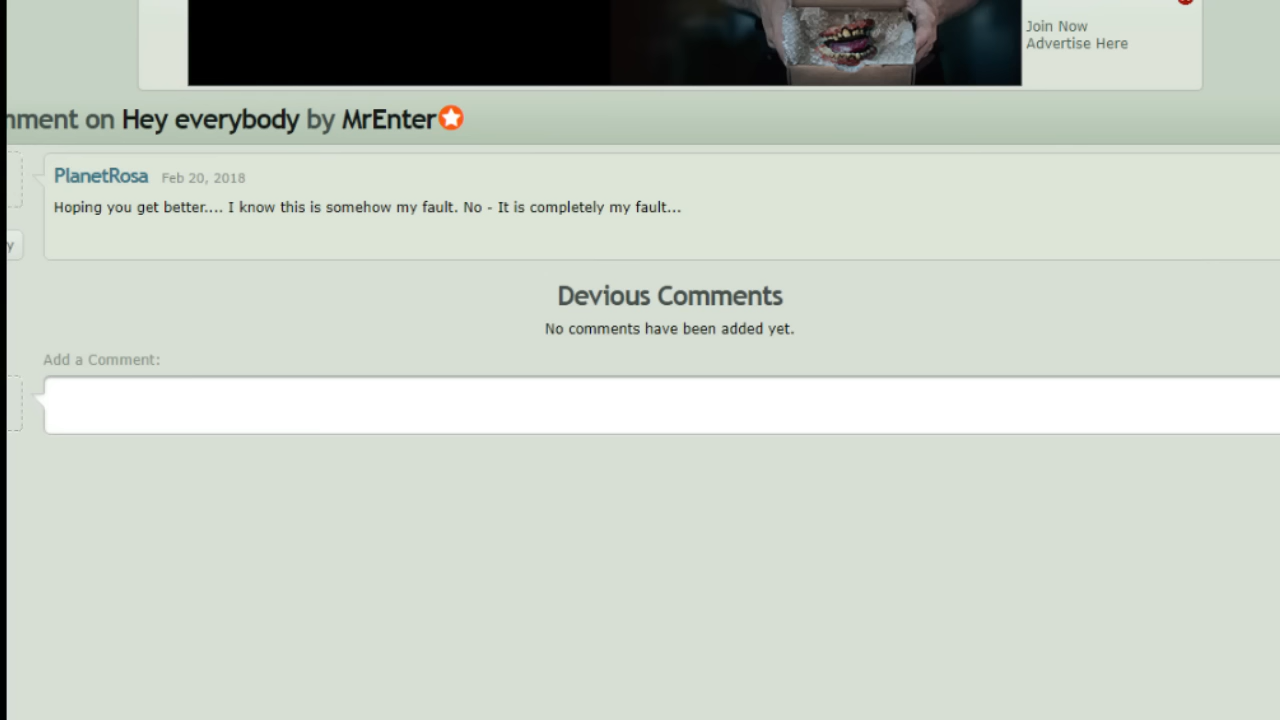 Join Now
Advertise Here
mment on Hey everybody by MrEnter
PlanetRosa Feb 20, 2018
Hoping you get better.... I know this is somehow my fault. No - It is completely my fault...
y
Devious Comments
No comments have been added yet.
Add a Comment: